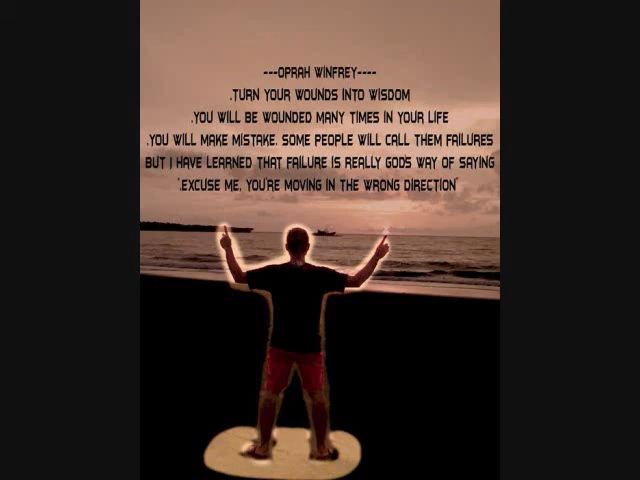 ---OPRAH WINFREY----
.TURN YOUR WOUNDS INTO WISDOM
.YOU WILL BE WOUNDED MANY TIMES IN YOUR LIFE
.YOU WILL MAKE MISTAKE. SOME PEOPLE WILL CALL THEM FAILURES
BUT I HAVE LEARNED THAT FAILURE IS REALLY GOD'S WAY OF SAYING
".EXCUSE ME, YOU'RE MOVING IN THE WRONG DIRECTION"